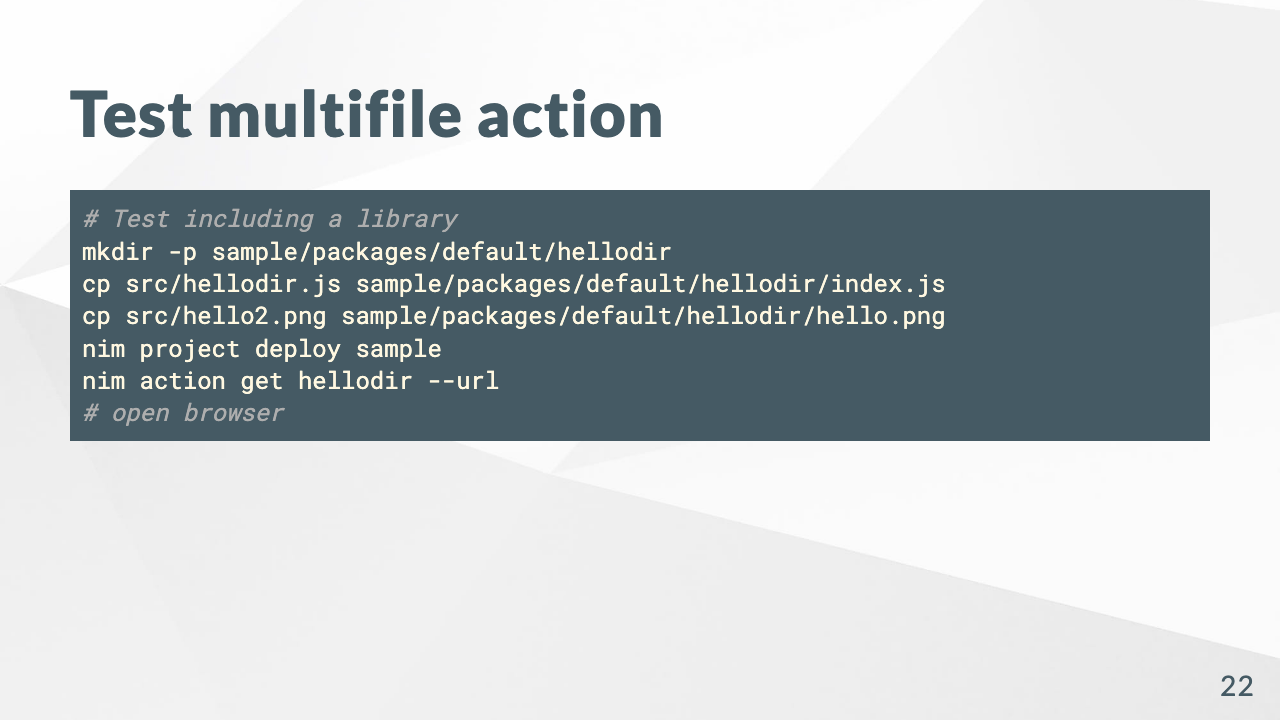 Test multifile action
# Test including a library
mkdir -p sample/packages/default/hellodir
cp src/hellodir.js sample/packages/default/hellodir/index.js
cp src/hello2.png sample/packages/default/hellodir/hello.png
nim project deploy sample
nim action get hellodir --url
# open browser
22